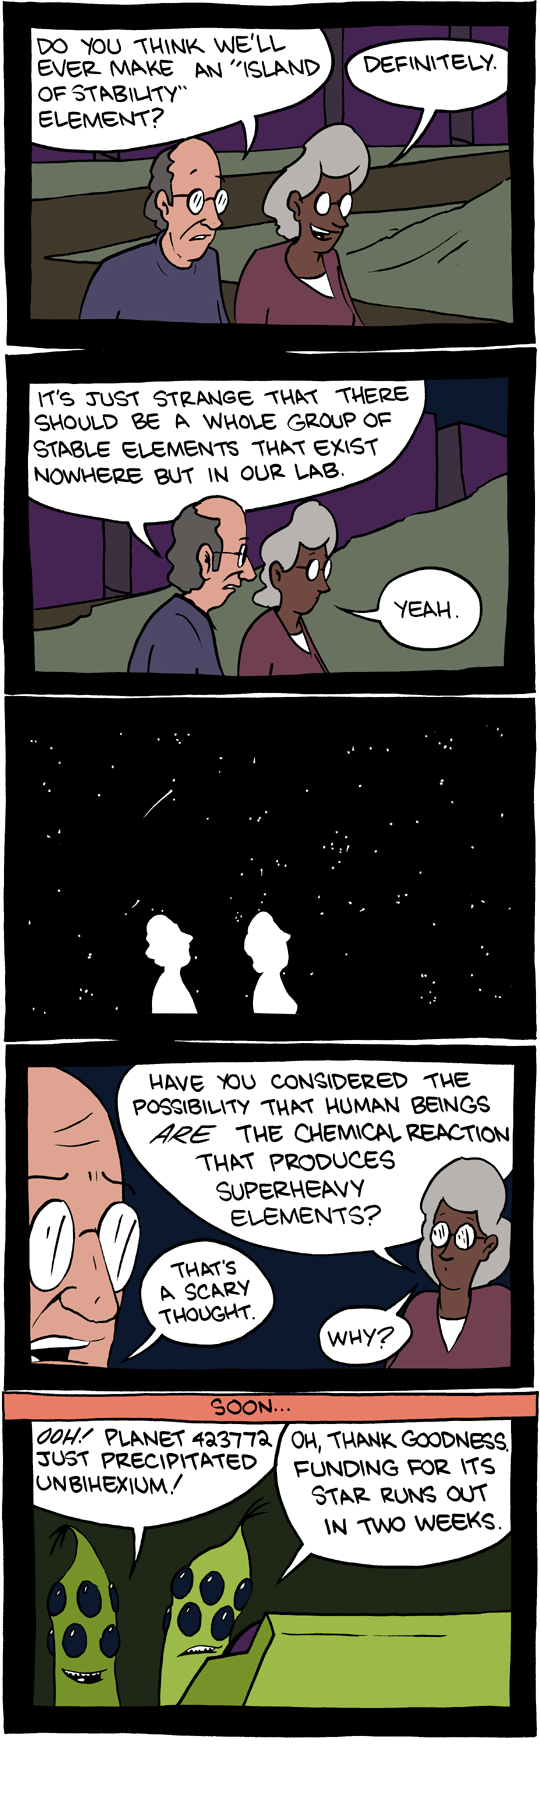 DO YOU THINK WE'LL
EVER MAKE AN "ISLAND
OF STABILITY"
ELEMENT?
DEFINITELY.
IT'S JUST STRANGE THAT THERE
SHOULD BE A WHOLE GROUP OF
STABLE ELEMENTS THAT EXIST
NOWHERE BUT IN OUR LAB.
YEAH.
HAVE YOU CONSIDERED THE
POSSIBILITY THAT HUMAN BEINGS
ARE THE CHEMICAL REACTION
THAT PRODUCES
SUPERHEAVY
ELEMENTS?
THAT'S
A SCARY
THOUGHT.
WHY?
SOON...
OOH! PLANET 423772
JUST PRECIPITATED
UNBIHEXIUM!
OH, THANK GOODNESS.
FUNDING FOR ITS
STAR RUNS OUT
IN TWO WEEKS.